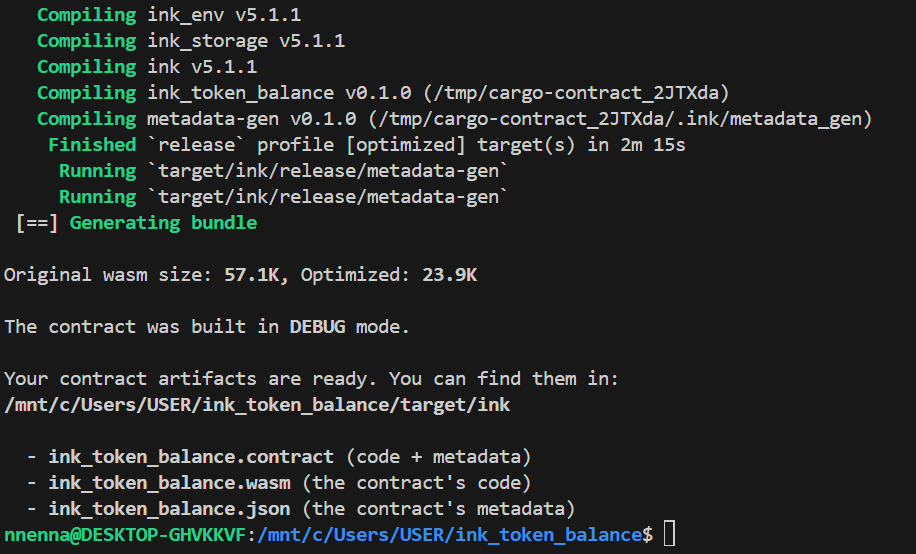 Compiling ink_env v5.1.1
Compiling ink_storage v5.1.1
Compiling ink v5.1.1
Compiling ink_token_balance v0.1.0 (/tmp/cargo-contract_2JTXda)
Compiling metadata-gen v0.1.0 (/tmp/cargo-contract_2JTXda/.ink/metadata_gen)
Finished `release` profile [optimized] target(s) in 2m 15s
Running `target/ink/release/metadata-gen`
Running `target/ink/release/metadata-gen`
[==] Generating bundle
Original wasm size: 57.1K, Optimized: 23.9K
The contract was built in DEBUG mode.
Your contract artifacts are ready. You can find them in:
/mnt/c/Users/USER/ink_token_balance/target/ink
- ink_token_balance.contract (code + metadata)
- ink_token_balance.wasm (the contract's code)
- ink_token_balance.json (the contract's metadata)
nnenna@DESKTOP-GHVKKVF:/mnt/c/Users/USER/ink_token_balance$